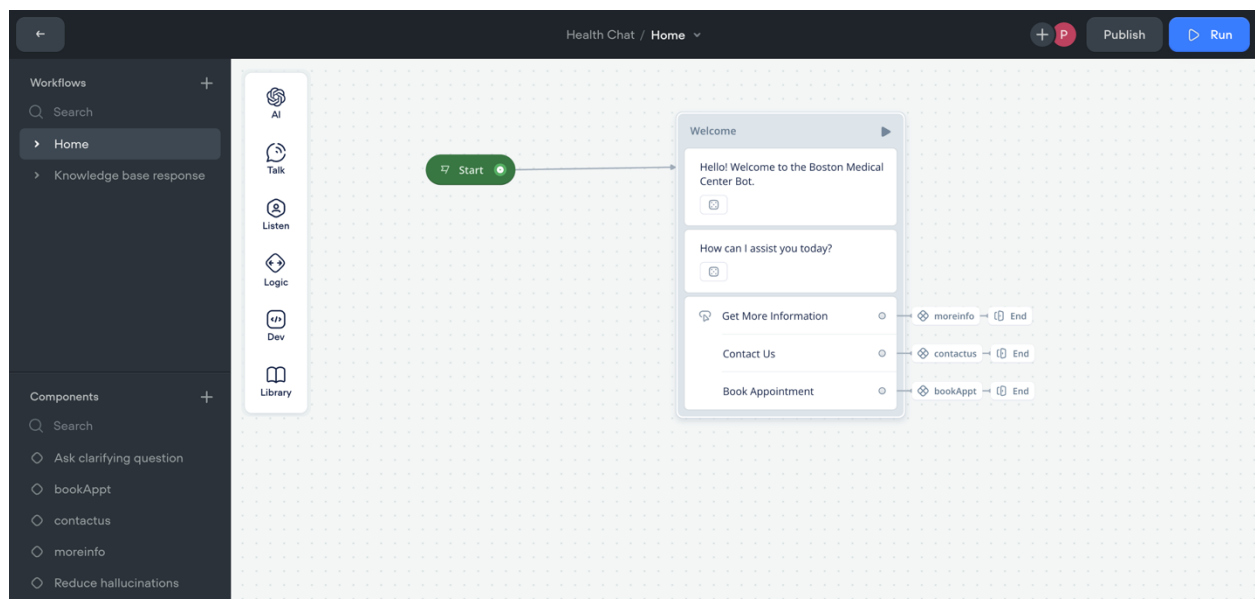 Health Chat / Home
P
Publish
Run
Workflows
Search
Home
Knowledge base response
Components
Search
Ask clarifying question
bookAppt
contactus
moreinfo
Reduce hallucinations
AI
Talk
Listen
Logic
Dev
Library
Start
Welcome
Hello! Welcome to the Boston Medical
Center Bot.
How can I assist you today?
Get More Information
moreinfo
End
Contact Us
contactus
End
Book Appointment
bookAppt
End